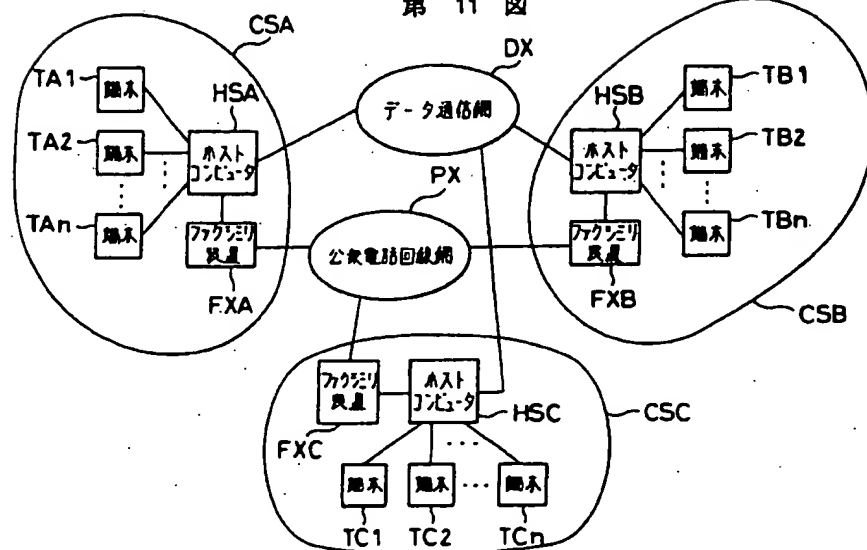 第 11 図
CSA
DX
TA1
端末
HSA
データ通信網
HSB
端末
TB1
TA2
端末
ホスト
コンピュータ
ホスト
コンピュータ
端末
TB2
PX
TAn
端末
ファクシミリ
装置
公衆電話回線網
ファクシミリ
装置
端末
TBn
FXA
FXB
CSB
ファクシミリ
装置
ホスト
コンピュータ
HSC
CSC
FXC
端末
端末
端末
TC1
TC2
TCn